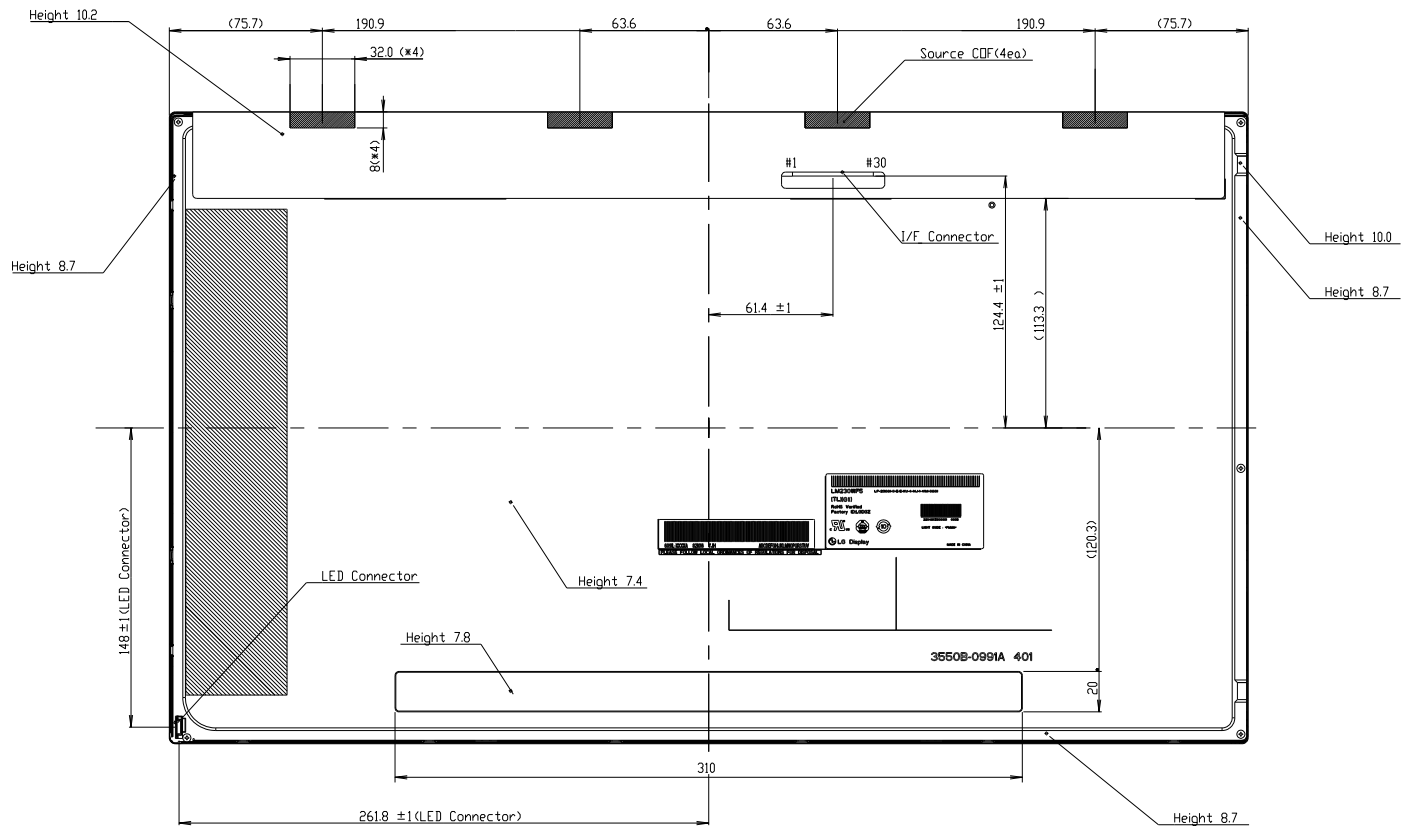 Height 10.2
(75.7)
190.9
63.6
63.6
190.9
(75.7)
32.0 (*4)
Source COF(4ea)
8(*4)
#1
#30
I/F Connector
Height 10.0
Height 8.7
Height 8.7
61.4 ±1
124.4 ±1
(113.3 )
148±1(LED Connector)
LED Connector
Height 7.4
LM230WF5
RoHS Verified
LG Display
MADE IN CHINA
(120.3)
Height 7.8
3550B-0991A 401
20
310
261.8 ±1(LED Connector)
Height 8.7